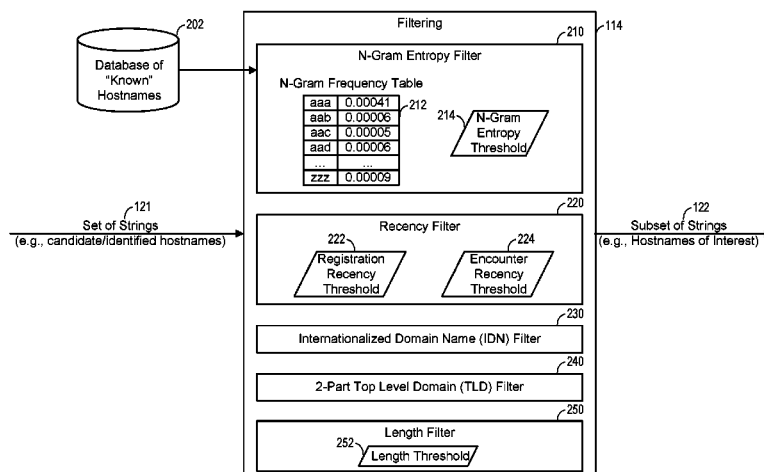 202
Database of
"Known"
Hostnames
Filtering
114
210
N-Gram Entropy Filter
N-Gram Frequency Table
aaa 0.00041
aab 0.00006
aac 0.00005
aad 0.00006
... ...
zzz 0.00009
212
214
N-Gram
Entropy
Threshold
121
Set of Strings
(e.g., candidate/identified hostnames)
220
Recency Filter
222
Registration
Recency
Threshold
224
Encounter
Recency
Threshold
122
Subset of Strings
(e.g., Hostnames of Interest)
230
Internationalized Domain Name (IDN) Filter
240
2-Part Top Level Domain (TLD) Filter
250
Length Filter
252
Length Threshold